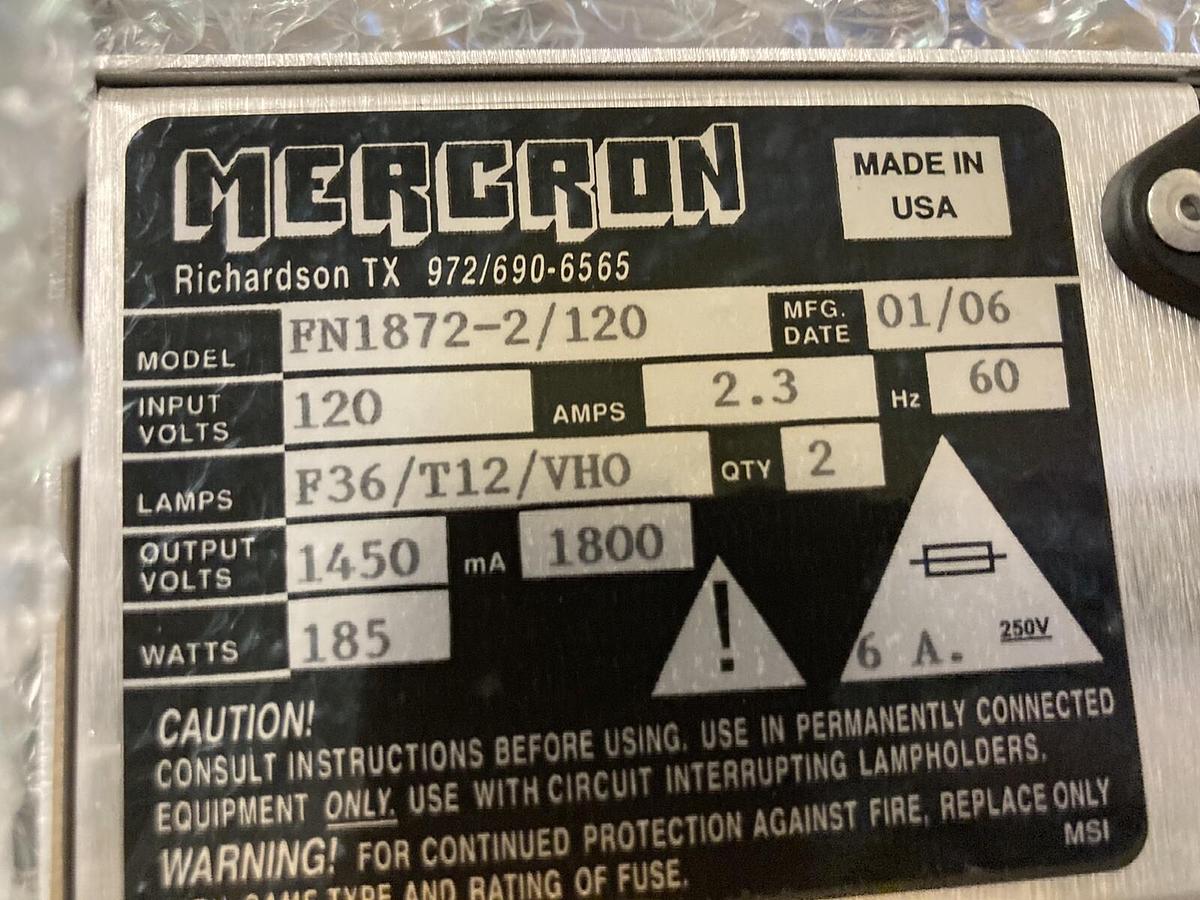 MERCRON
MADE IN
USA
Richardson TX 972/690-6565
MODEL FN1872-2/120 MFG. DATE 01/06
INPUT VOLTS 120 AMPS 2.3 Hz 60
LAMPS F36/T12/VHO QTY 2
OUTPUT VOLTS 1450 mA 1800
WATTS 185
!
6 A. 250V
CAUTION!
CONSULT INSTRUCTIONS BEFORE USING. USE IN PERMANENTLY CONNECTED
EQUIPMENT ONLY. USE WITH CIRCUIT INTERRUPTING LAMPHOLDERS.
WARNING! FOR CONTINUED PROTECTION AGAINST FIRE, REPLACE ONLY
SAME TYPE AND RATING OF FUSE.
MSI